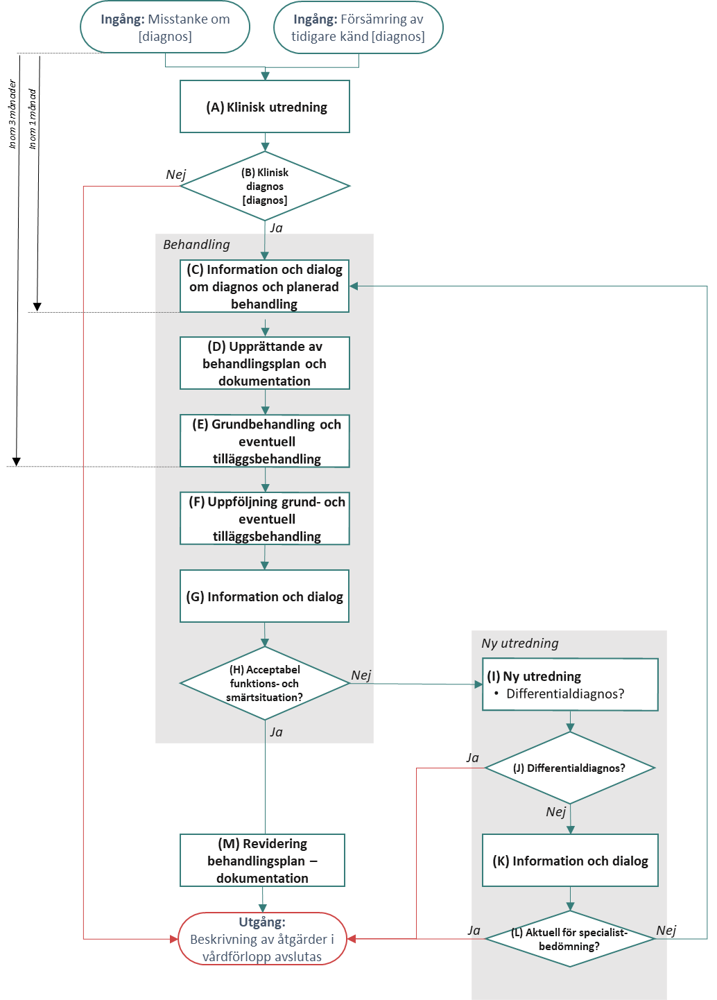 Ingång: Misstanke om
[diagnos]
Ingång: Försämring av
tidigare känd [diagnos]
Inom 3 månader
Inom 1 månad
(A) Klinisk utredning
Nej
(B) Klinisk
diagnos
[diagnos]
Ja
Behandling
(C) Information och dialog
om diagnos och planerad
behandling
(D) Upprättande av
behandlingsplan och
dokumentation
(E) Grundbehandling och
eventuell
tilläggsbehandling
(F) Uppföljning grund- och
eventuell
tilläggsbehandling
(G) Information och dialog
(H) Acceptabel
funktions- och
smärtsituation?
Nej
Ja
Ny utredning
(I) Ny utredning
• Differentialdiagnos?
Ja
(J) Differentialdiagnos?
Nej
(K) Information och dialog
(M) Revidering
behandlingsplan –
dokumentation
Utgång:
Beskrivning av åtgärder i
vårdförlopp avslutas
Ja
(L) Aktuell för specialist-
bedömning?
Nej